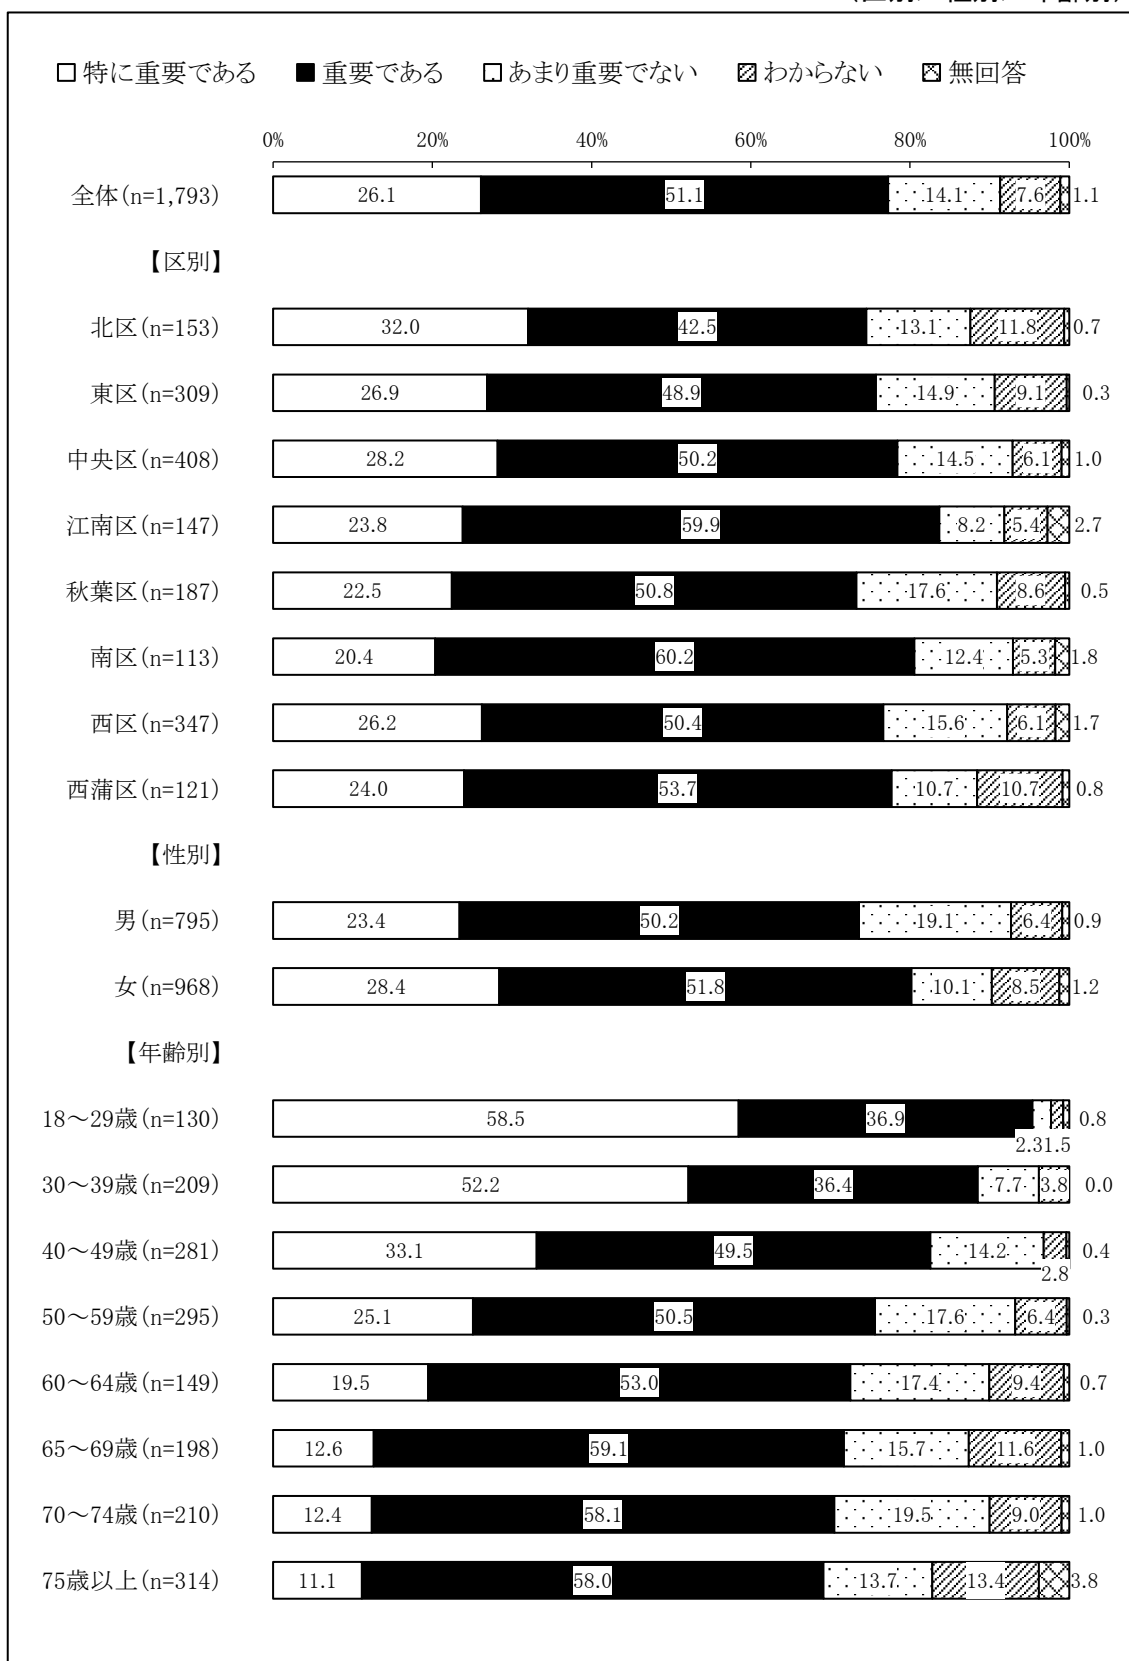 特に重要である 重要である あまり重要でない わからない 無回答
0% 20% 40% 60% 80% 100%
全体(n=1,793) 26.1 51.1 14.1 7.6 1.1
【区別】
北区(n=153) 32.0 42.5 13.1 11.8 0.7
東区(n=309) 26.9 48.9 14.9 9.1 0.3
中央区(n=408) 28.2 50.2 14.5 6.1 1.0
江南区(n=147) 23.8 59.9 8.2 5.4 2.7
秋葉区(n=187) 22.5 50.8 17.6 8.6 0.5
南区(n=113) 20.4 60.2 12.4 5.3 1.8
西区(n=347) 26.2 50.4 15.6 6.1 1.7
西蒲区(n=121) 24.0 53.7 10.7 10.7 0.8
【性別】
男(n=795) 23.4 50.2 19.1 6.4 0.9
女(n=968) 28.4 51.8 10.1 8.5 1.2
【年齢別】
18～29歳(n=130) 58.5 36.9 2.3 1.5 0.8
30～39歳(n=209) 52.2 36.4 7.7 3.8 0.0
40～49歳(n=281) 33.1 49.5 14.2 2.8 0.4
50～59歳(n=295) 25.1 50.5 17.6 6.4 0.3
60～64歳(n=149) 19.5 53.0 17.4 9.4 0.7
65～69歳(n=198) 12.6 59.1 15.7 11.6 1.0
70～74歳(n=210) 12.4 58.1 19.5 9.0 1.0
75歳以上(n=314) 11.1 58.0 13.7 13.4 3.8